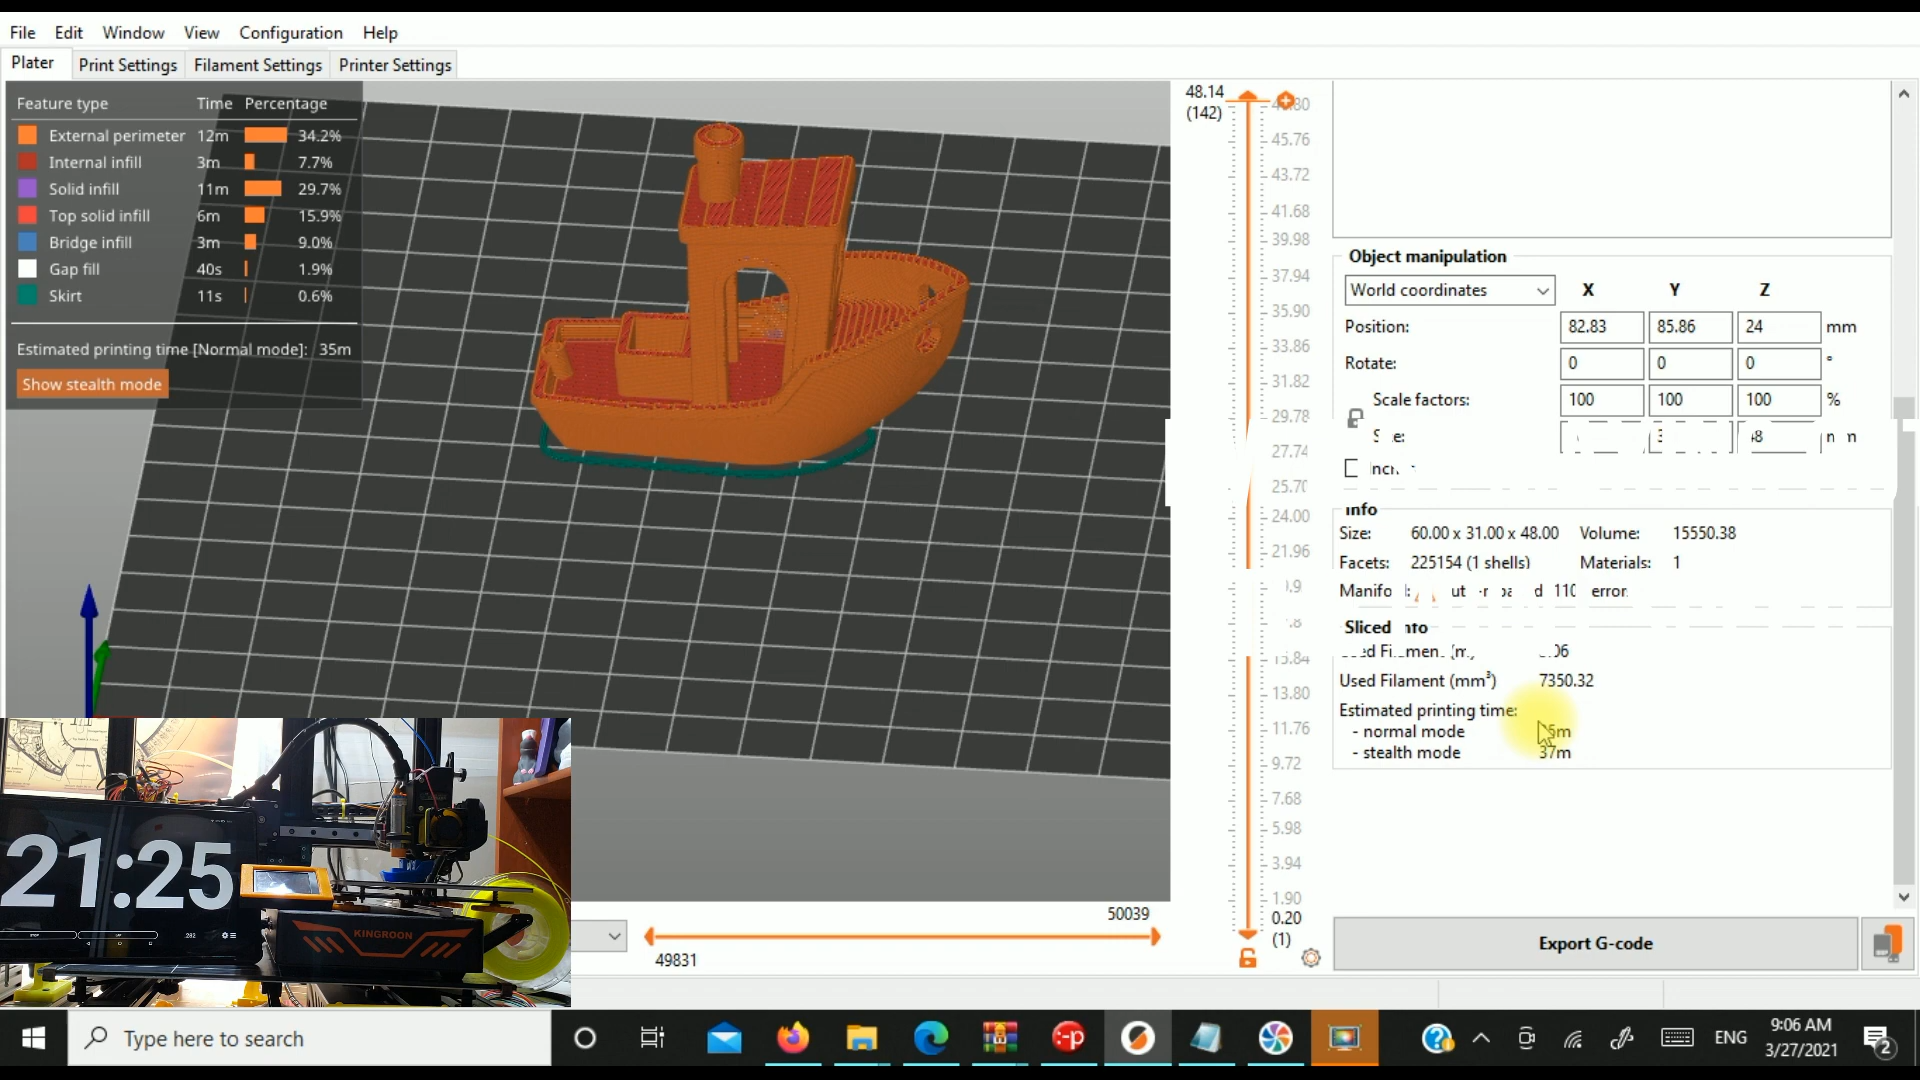 File Edit Window View Configuration Help
Plater Print Settings Filament Settings Printer Settings
Feature type Time Percentage
External perimeter 12m 34.2%
Internal infill 3m 7.7%
Solid infill 11m 29.7%
Top solid infill 6m 15.9%
Bridge infill 3m 9.0%
Gap fill 40s 1.9%
Skirt 11s 0.6%
Estimated printing time [Normal mode]: 35m
Show stealth mode
48.14
(142)
45.76
43.72
41.68
39.98
37.94
35.90
33.86
31.82
29.78
27.74
25.70
24.00
21.96
15.84
13.80
11.76
9.72
7.68
5.98
3.94
1.90
0.20
(1)
Object manipulation
World coordinates X Y Z
Position: 82.83 85.86 24 mm
Rotate: 0 0 0 °
Scale factors: 100 100 100 %
48
Info
Size: 60.00 x 31.00 x 48.00 Volume: 15550.38
Facets: 225154 (1 shells) Materials: 1
110 error
Sliced
Used Filament (mm³) 7350.32
Estimated printing time:
- normal mode
- stealth mode 37m
Export G-code
50039
49831
21:25
KINGROON
Type here to search
ENG
9:06 AM
3/27/2021
2